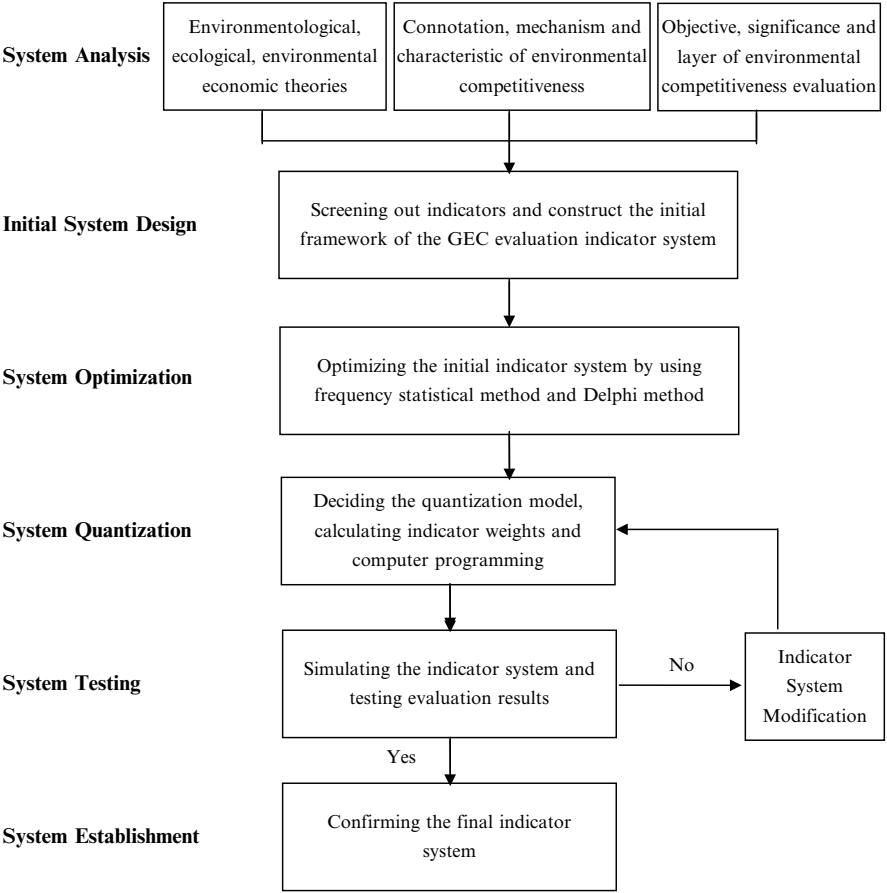 System Analysis
Environmentological,
ecological, environmental
economic theories
Connotation, mechanism and
characteristic of environmental
competitiveness
Objective, significance and
layer of environmental
competitiveness evaluation
Initial System Design
Screening out indicators and construct the initial
framework of the GEC evaluation indicator system
System Optimization
Optimizing the initial indicator system by using
frequency statistical method and Delphi method
System Quantization
Deciding the quantization model,
calculating indicator weights and
computer programming
System Testing
Simulating the indicator system and
testing evaluation results
No
Indicator
System
Modification
Yes
System Establishment
Confirming the final indicator
system